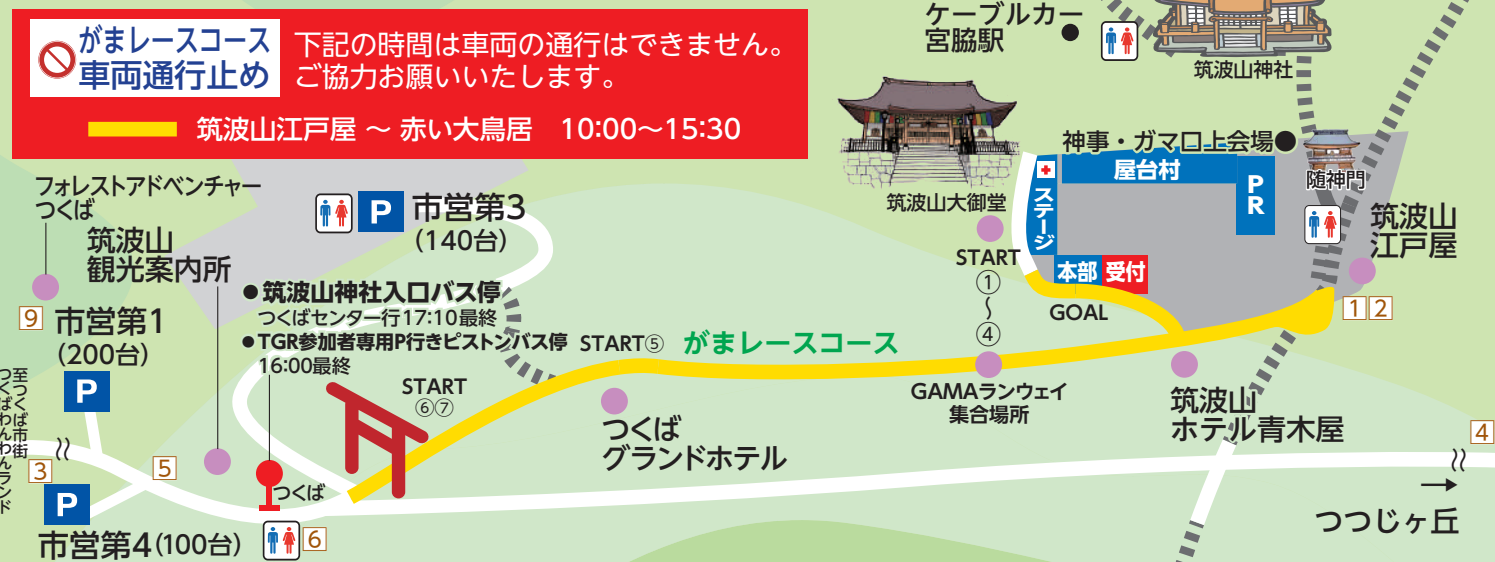 がまレースコース
車両通行止め
下記の時間は車両の通行はできません。
ご協力お願いいたします。
筑波山江戸屋 ～ 赤い大鳥居 10:00～15:30
ケーブルカー
宮脇駅
筑波山神社
神事・ガマ口上会場
随神門
屋台村
PR
ステージ
本部
受付
筑波山大御堂
筑波山
江戸屋
1 2
START
①
～
④
GOAL
フォレストアドベンチャー
つくば
9
筑波山
観光案内所
P
市営第3
(140台)
市営第1
(200台)
P
筑波山神社入口バス停
つくばセンター行17:10最終
TGR参加者専用P行きピストンバス停
16:00最終
START⑤
がまレースコース
START
⑥⑦
GAMAランウェイ
集合場所
つくば
グランドホテル
筑波山
ホテル青木屋
4
つつじヶ丘
至つくば市街
つくばわんわんランド
3
5
P
市営第4(100台)
つくば
6